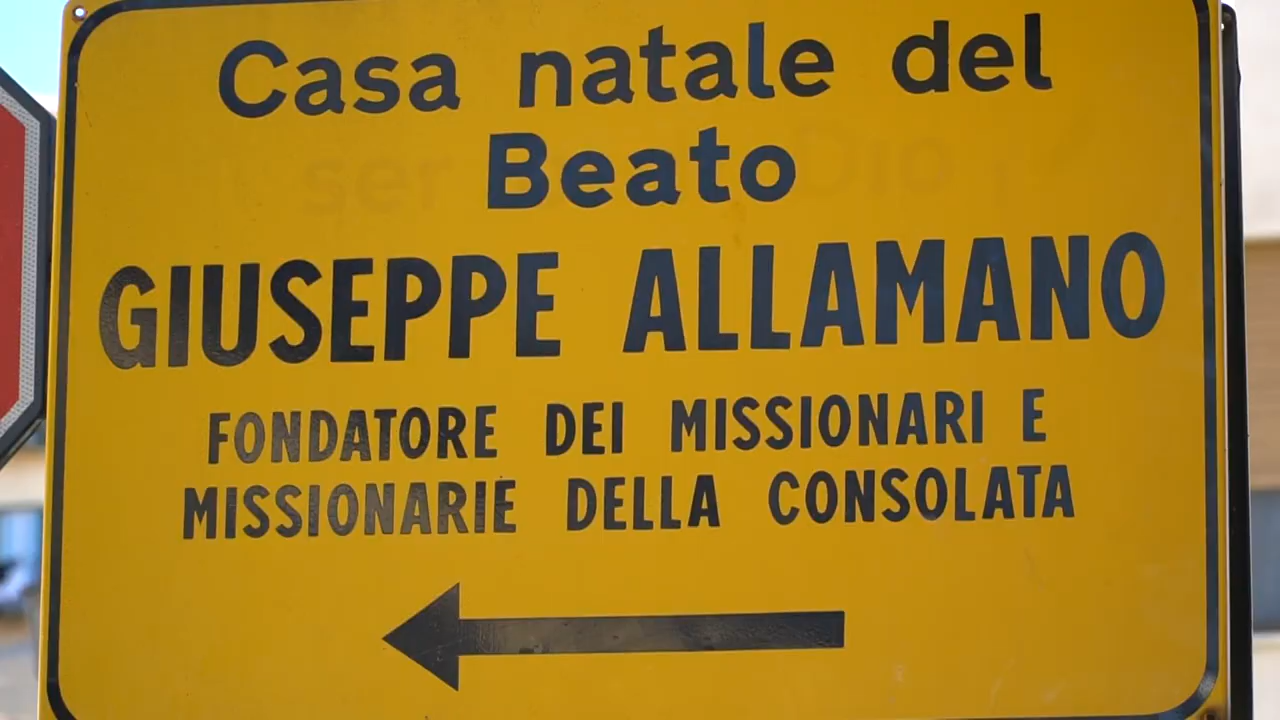 Casa natale del
Beato
GIUSEPPE ALLAMANO
FONDATORE DEI MISSIONARI E
MISSIONARIE DELLA CONSOLATA